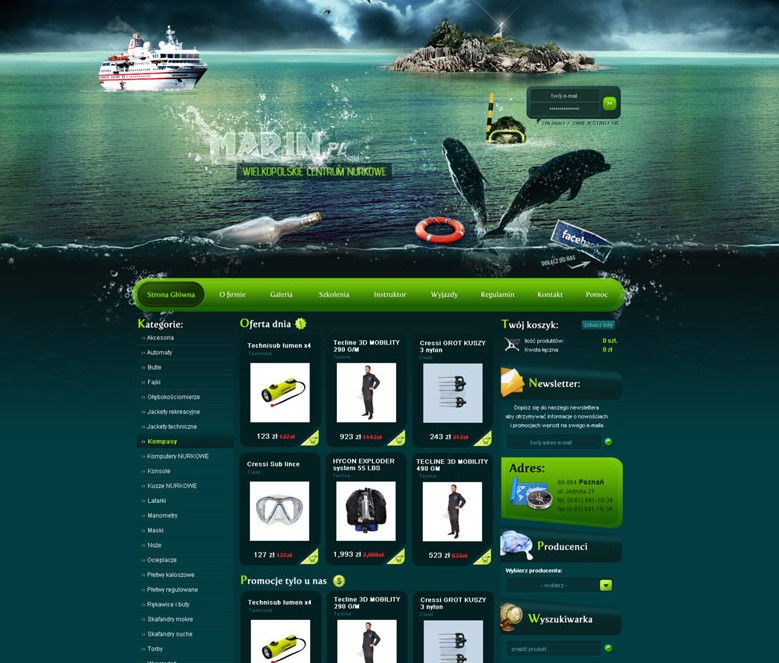 twój e-mail
MARIN.PL
WIELKOPOLSKIE CENTRUM NURKOWE
facebook
DOŁĄCZ DO NAS
Strona Główna O firmie Galeria Szkolenia Instruktor Wyjazdy Regulamin Kontakt Pomoc
Kategorie:
Akcesoria
Automaty
Butle
Fajki
Głębokościomierze
Jackety rekreacyjne
Jackety techniczne
Kompasy
Komputery NURKOWE
Konsole
Kusze NURKOWE
Latarki
Manometry
Maski
Noże
Ocieplacze
Płetwy kaloszowe
Płetwy regulowane
Rękawice i buty
Skafandry mokre
Skafandry suche
Torby
Oferta dnia
Technisub lumen x4
Technisub
123 zł 137zł
Tecline 3D MOBILITY
290 G/M
Tecline
923 zł 1142zł
Cressi GROT KUSZY
3 nylon
Cressi
243 zł 312zł
Cressi Sub lince
Cressi
127 zł 137zł
HYCON EXPLODER
system 55 LBS
Tecline
1,993 zł 2,000zł
TECLINE 3D MOBILITY
490 GM
Tecline
523 zł 623zł
Promocje tylo u nas
Technisub lumen x4
Technisub
Tecline 3D MOBILITY
290 G/M
Tecline
Cressi GROT KUSZY
3 nylon
Cressi
Twój koszyk: zobacz listę
Ilość produktów: 0 szt.
Kwota łączna: 0 zł
Newsletter:
Dopisz się do naszego newslettera
aby otrzymywać informacje o nowościach
i promocjach wprost na swego e-maila.
twój adres e-mail
Adres:
60-664 Poznań
ul. Jeżycka 21
tel. (0-61) 841-16-34
fax (0-61) 841-16-34
Producenci
Wybierz producenta:
- wybierz -
Wyszukiwarka
znajdź produkt..